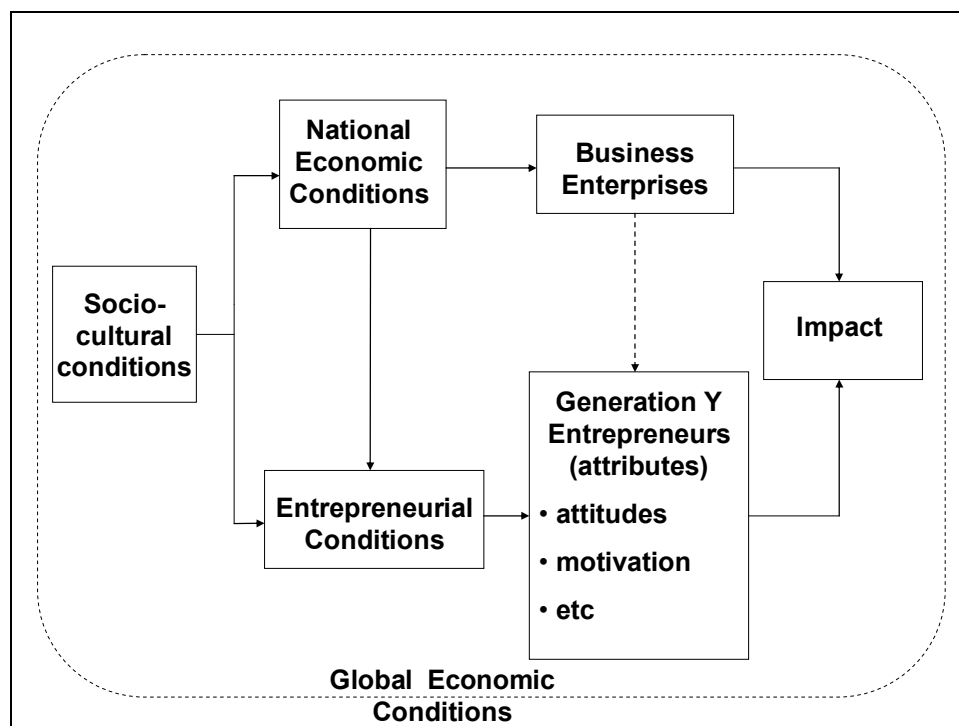 National
Economic
Conditions
Business
Enterprises
Socio-
cultural
conditions
Impact
Generation Y
Entrepreneurs
(attributes)
• attitudes
• motivation
• etc
Entrepreneurial
Conditions
Global Economic
Conditions